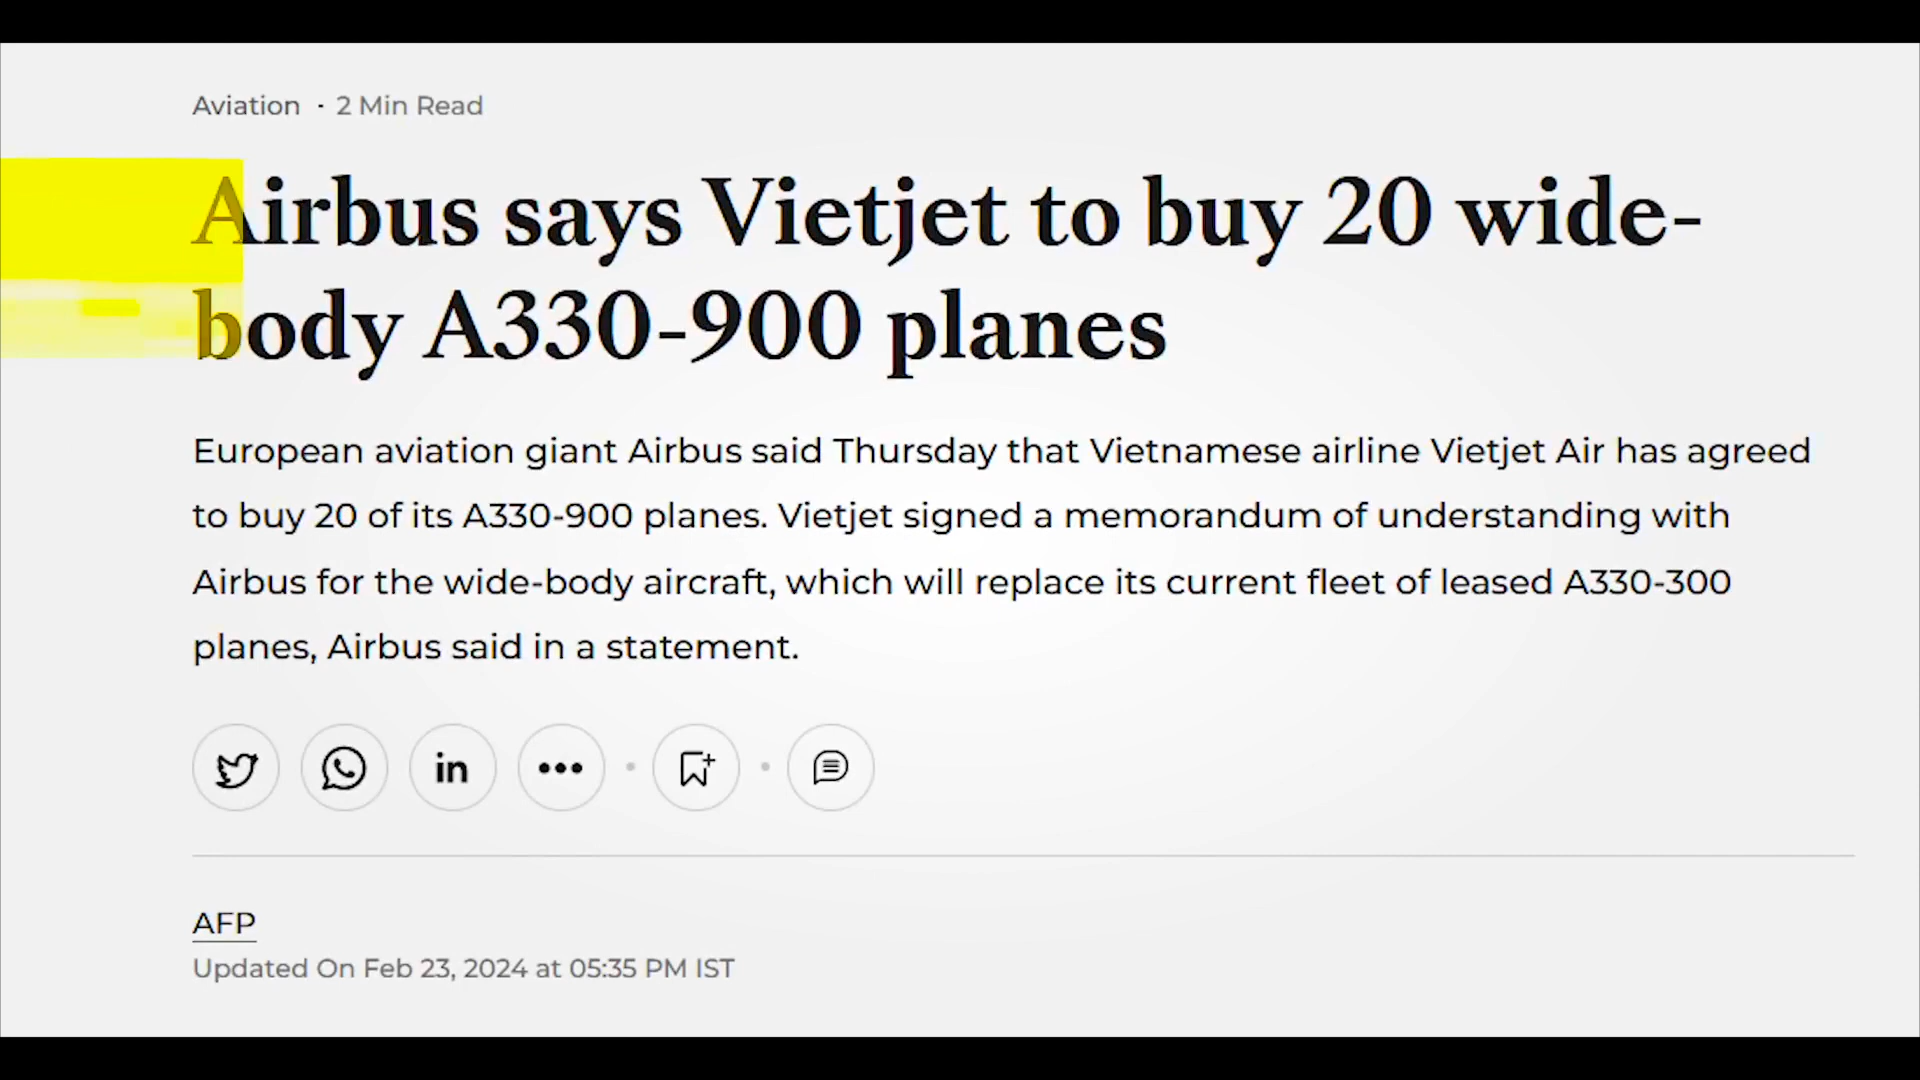 Aviation · 2 Min Read
Airbus says Vietjet to buy 20 wide-
body A330-900 planes
European aviation giant Airbus said Thursday that Vietnamese airline Vietjet Air has agreed
to buy 20 of its A330-900 planes. Vietjet signed a memorandum of understanding with
Airbus for the wide-body aircraft, which will replace its current fleet of leased A330-300
planes, Airbus said in a statement.
in
AFP
Updated On Feb 23, 2024 at 05:35 PM IST